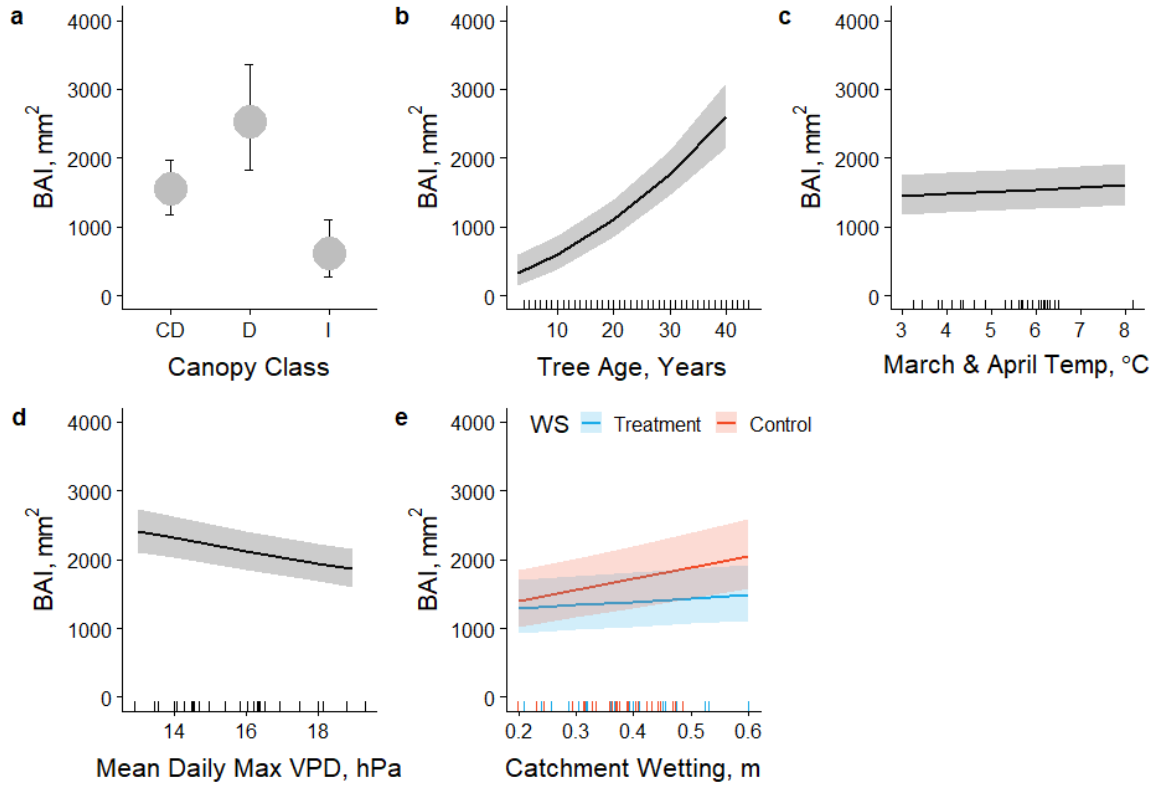 a
4000
3000
2000
1000
0
BAI, mm²
CD D I
Canopy Class
b
4000
3000
2000
1000
0
BAI, mm²
10 20 30 40
Tree Age, Years
c
4000
3000
2000
1000
0
BAI, mm²
3 4 5 6 7 8
March & April Temp, °C
d
4000
3000
2000
1000
0
BAI, mm²
14 16 18
Mean Daily Max VPD, hPa
e
WS Treatment Control
4000
3000
2000
1000
0
BAI, mm²
0.2 0.3 0.4 0.5 0.6
Catchment Wetting, m